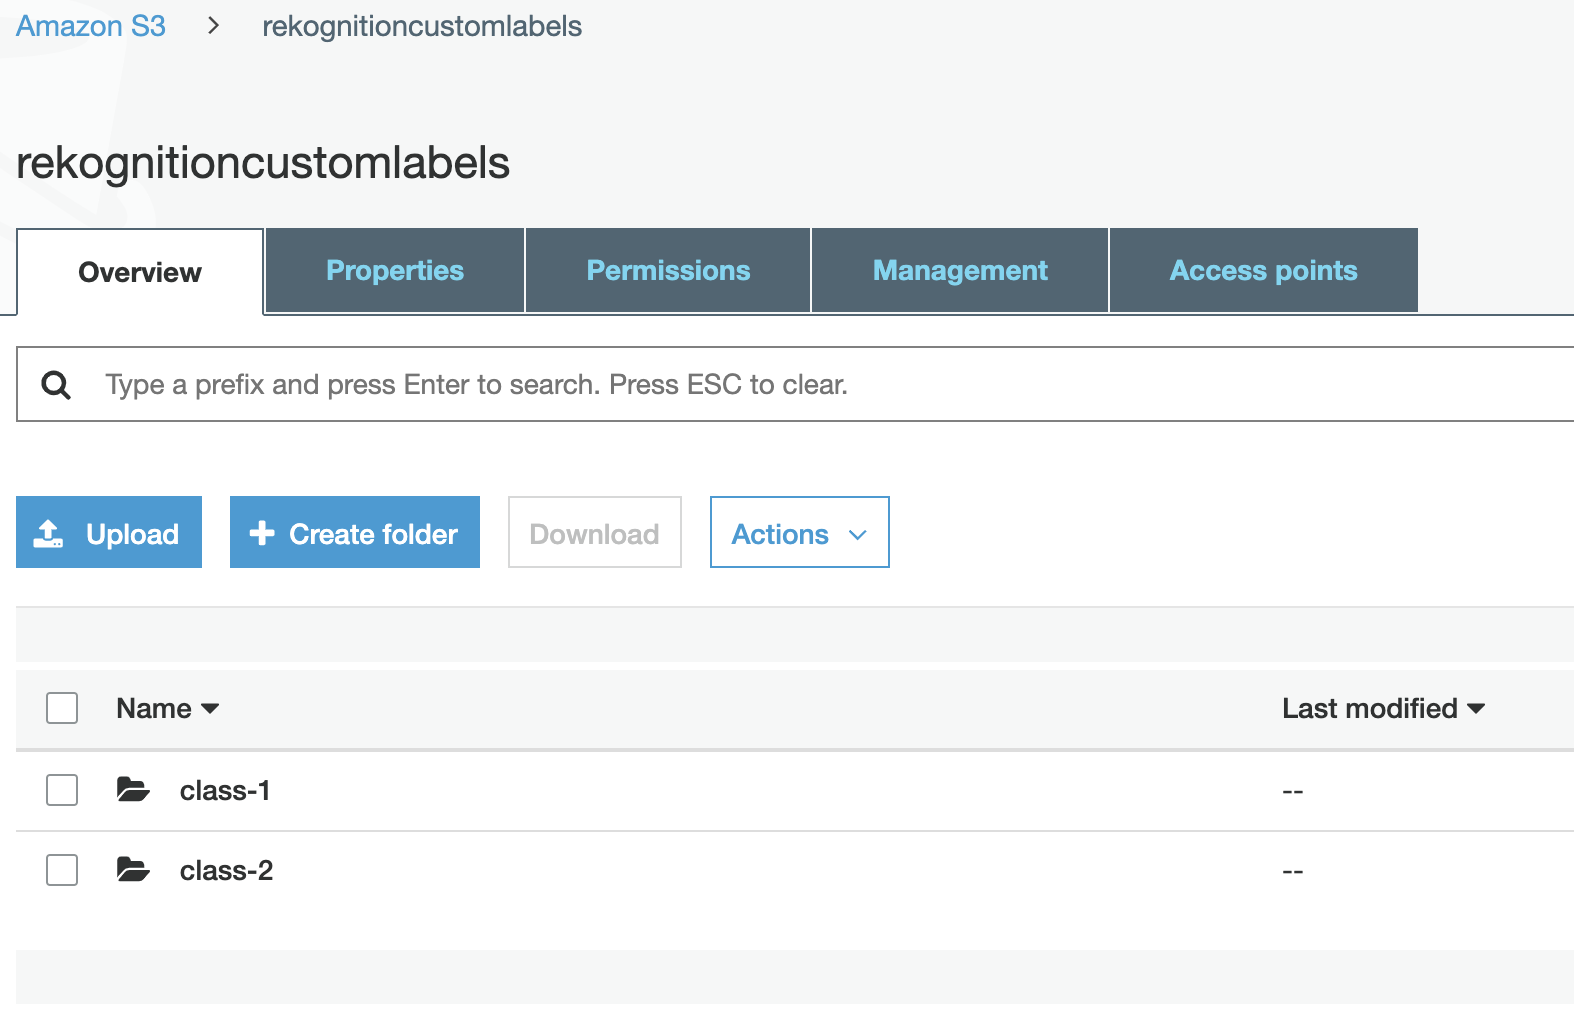 Amazon S3 > rekognitioncustomlabels
rekognitioncustomlabels
Overview Properties Permissions Management Access points
Type a prefix and press Enter to search. Press ESC to clear.
Upload Create folder Download Actions
Name Last modified
class-1 --
class-2 --